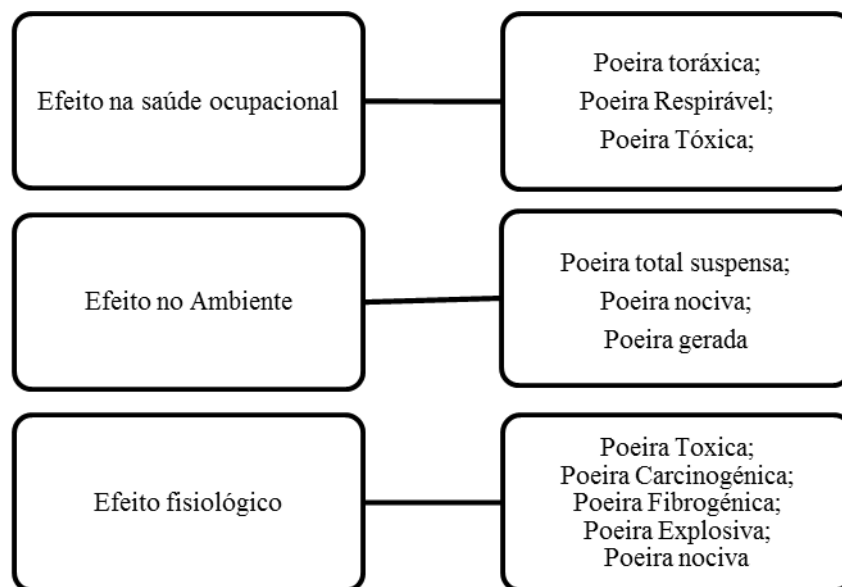 Efeito na saúde ocupacional
Poeira toráxica;
Poeira Respirável;
Poeira Tóxica;
Efeito no Ambiente
Poeira total suspensa;
Poeira nociva;
Poeira gerada
Efeito fisiológico
Poeira Toxica;
Poeira Carcinogénica;
Poeira Fibrogénica;
Poeira Explosiva;
Poeira nociva